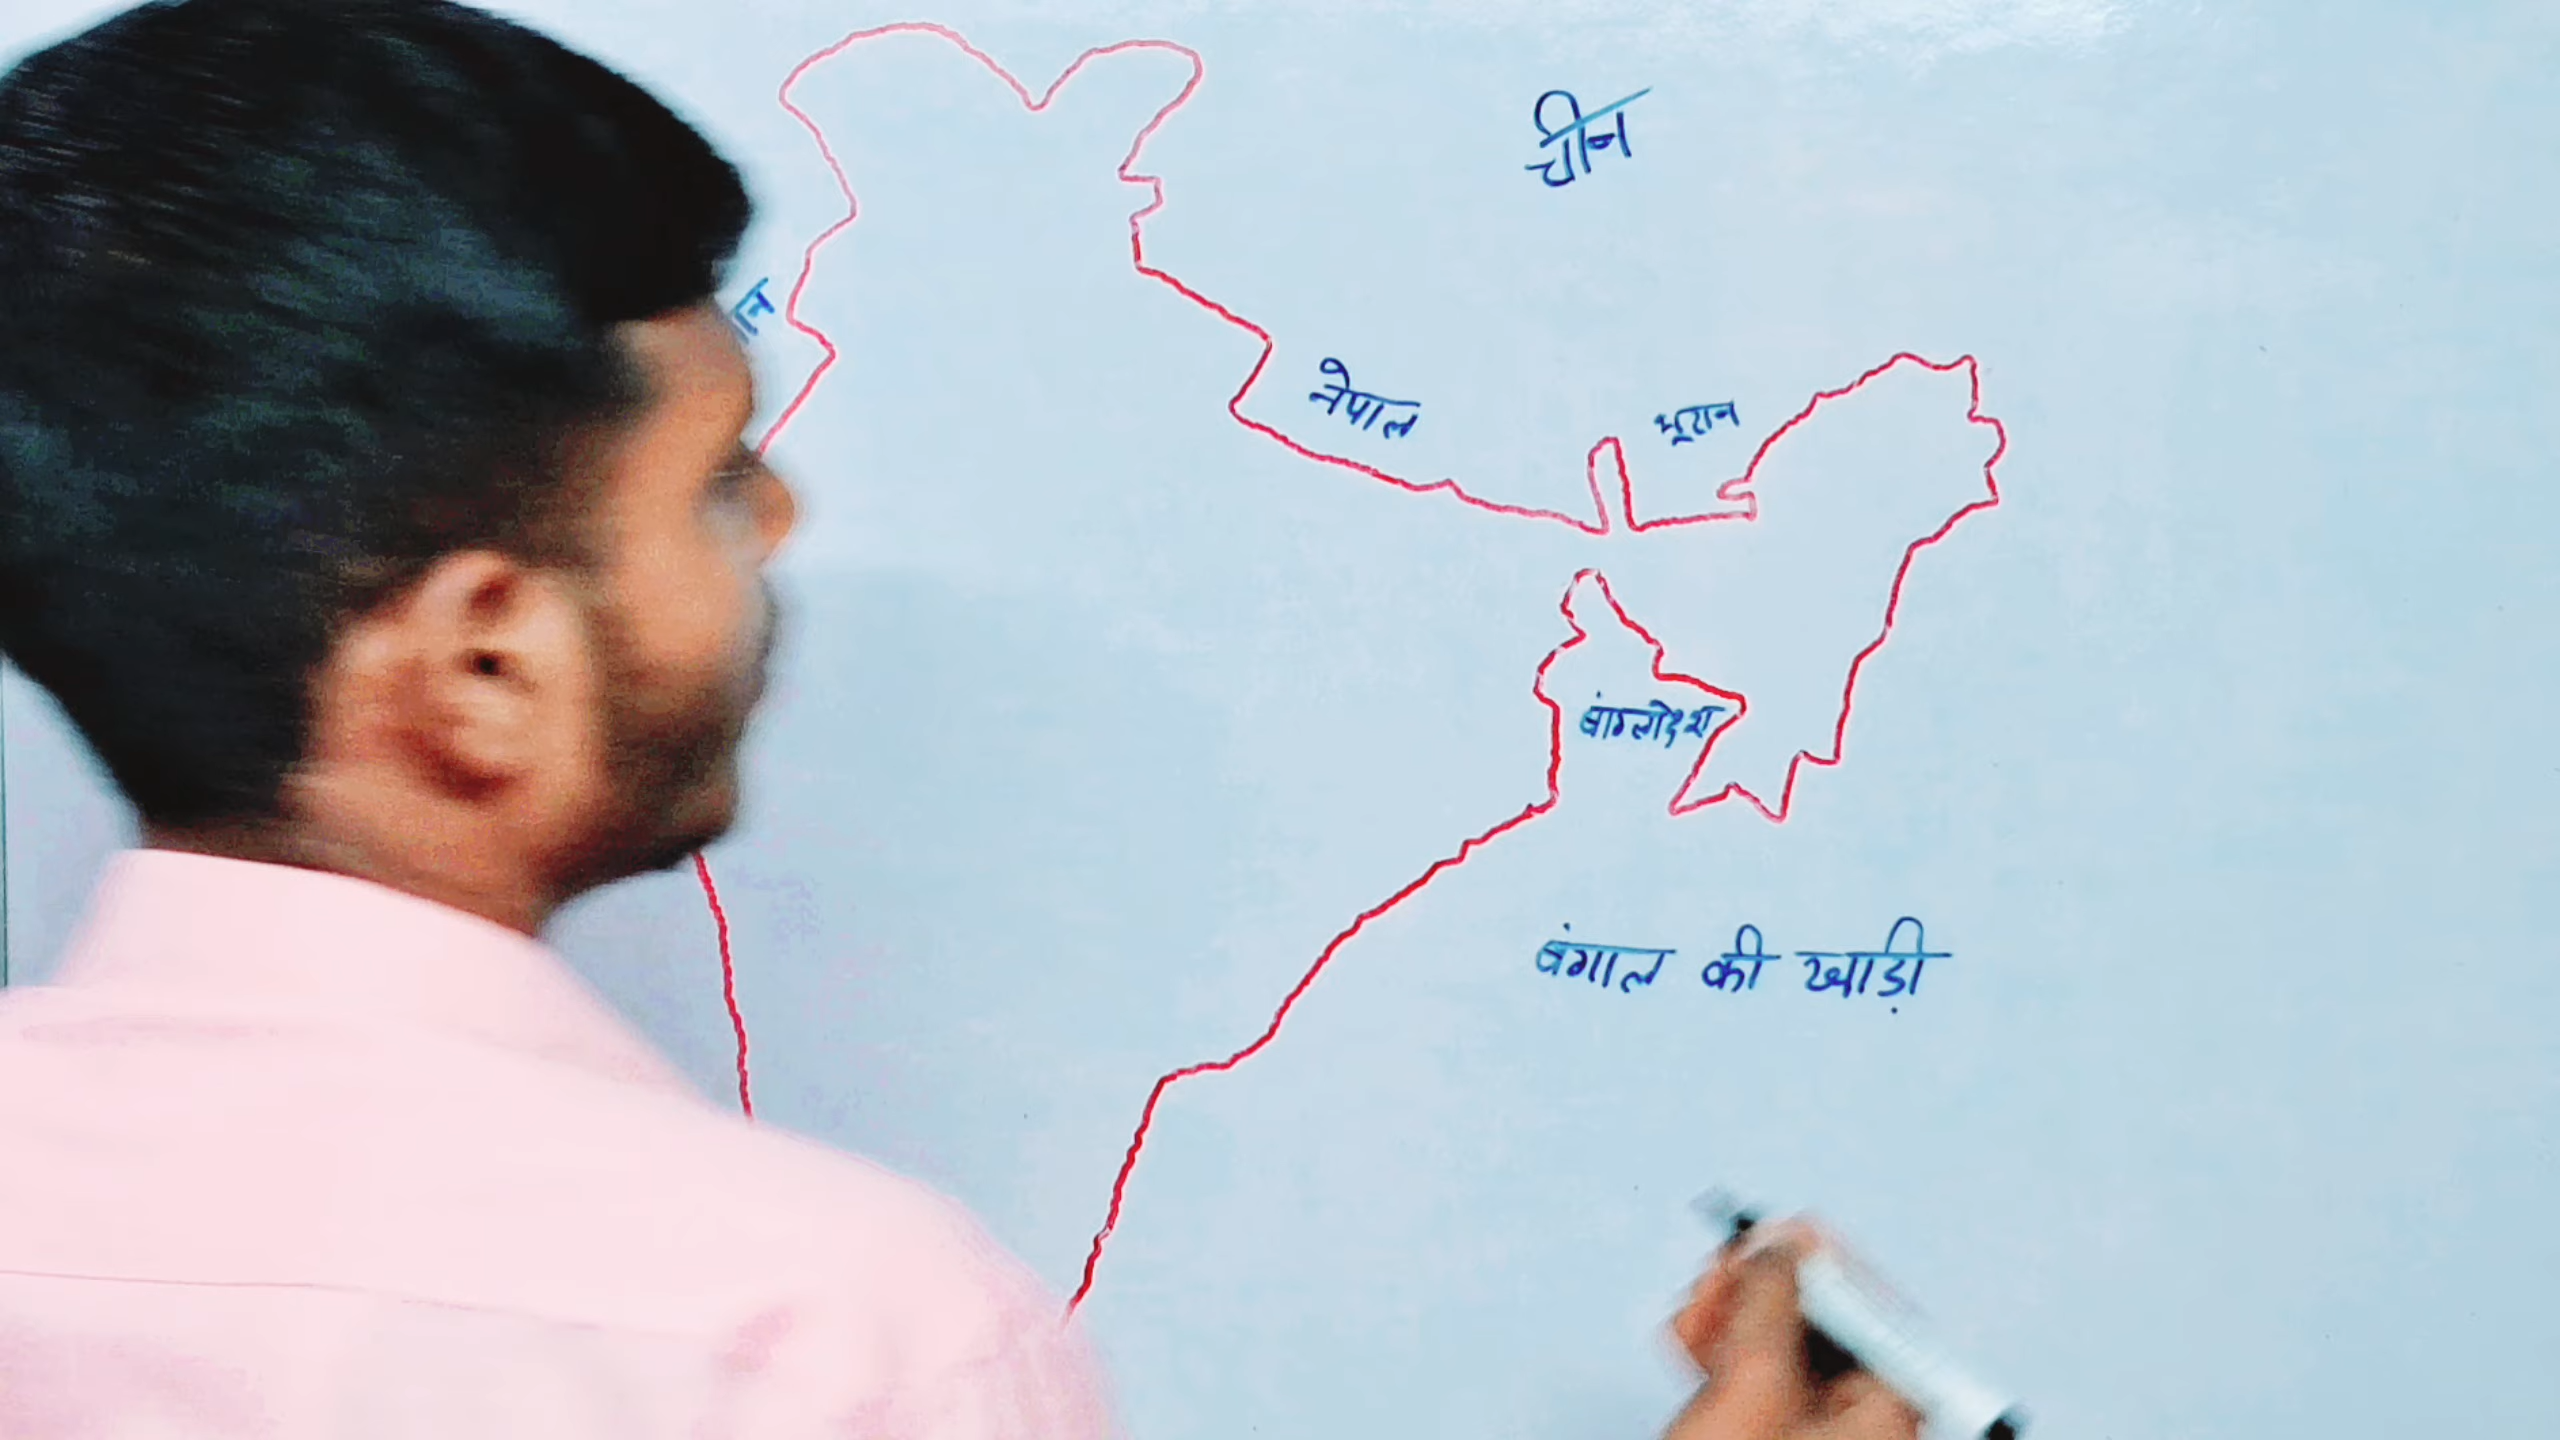 चीन
नेपाल
भूटान
बांग्लादेश
बंगाल की खाड़ी